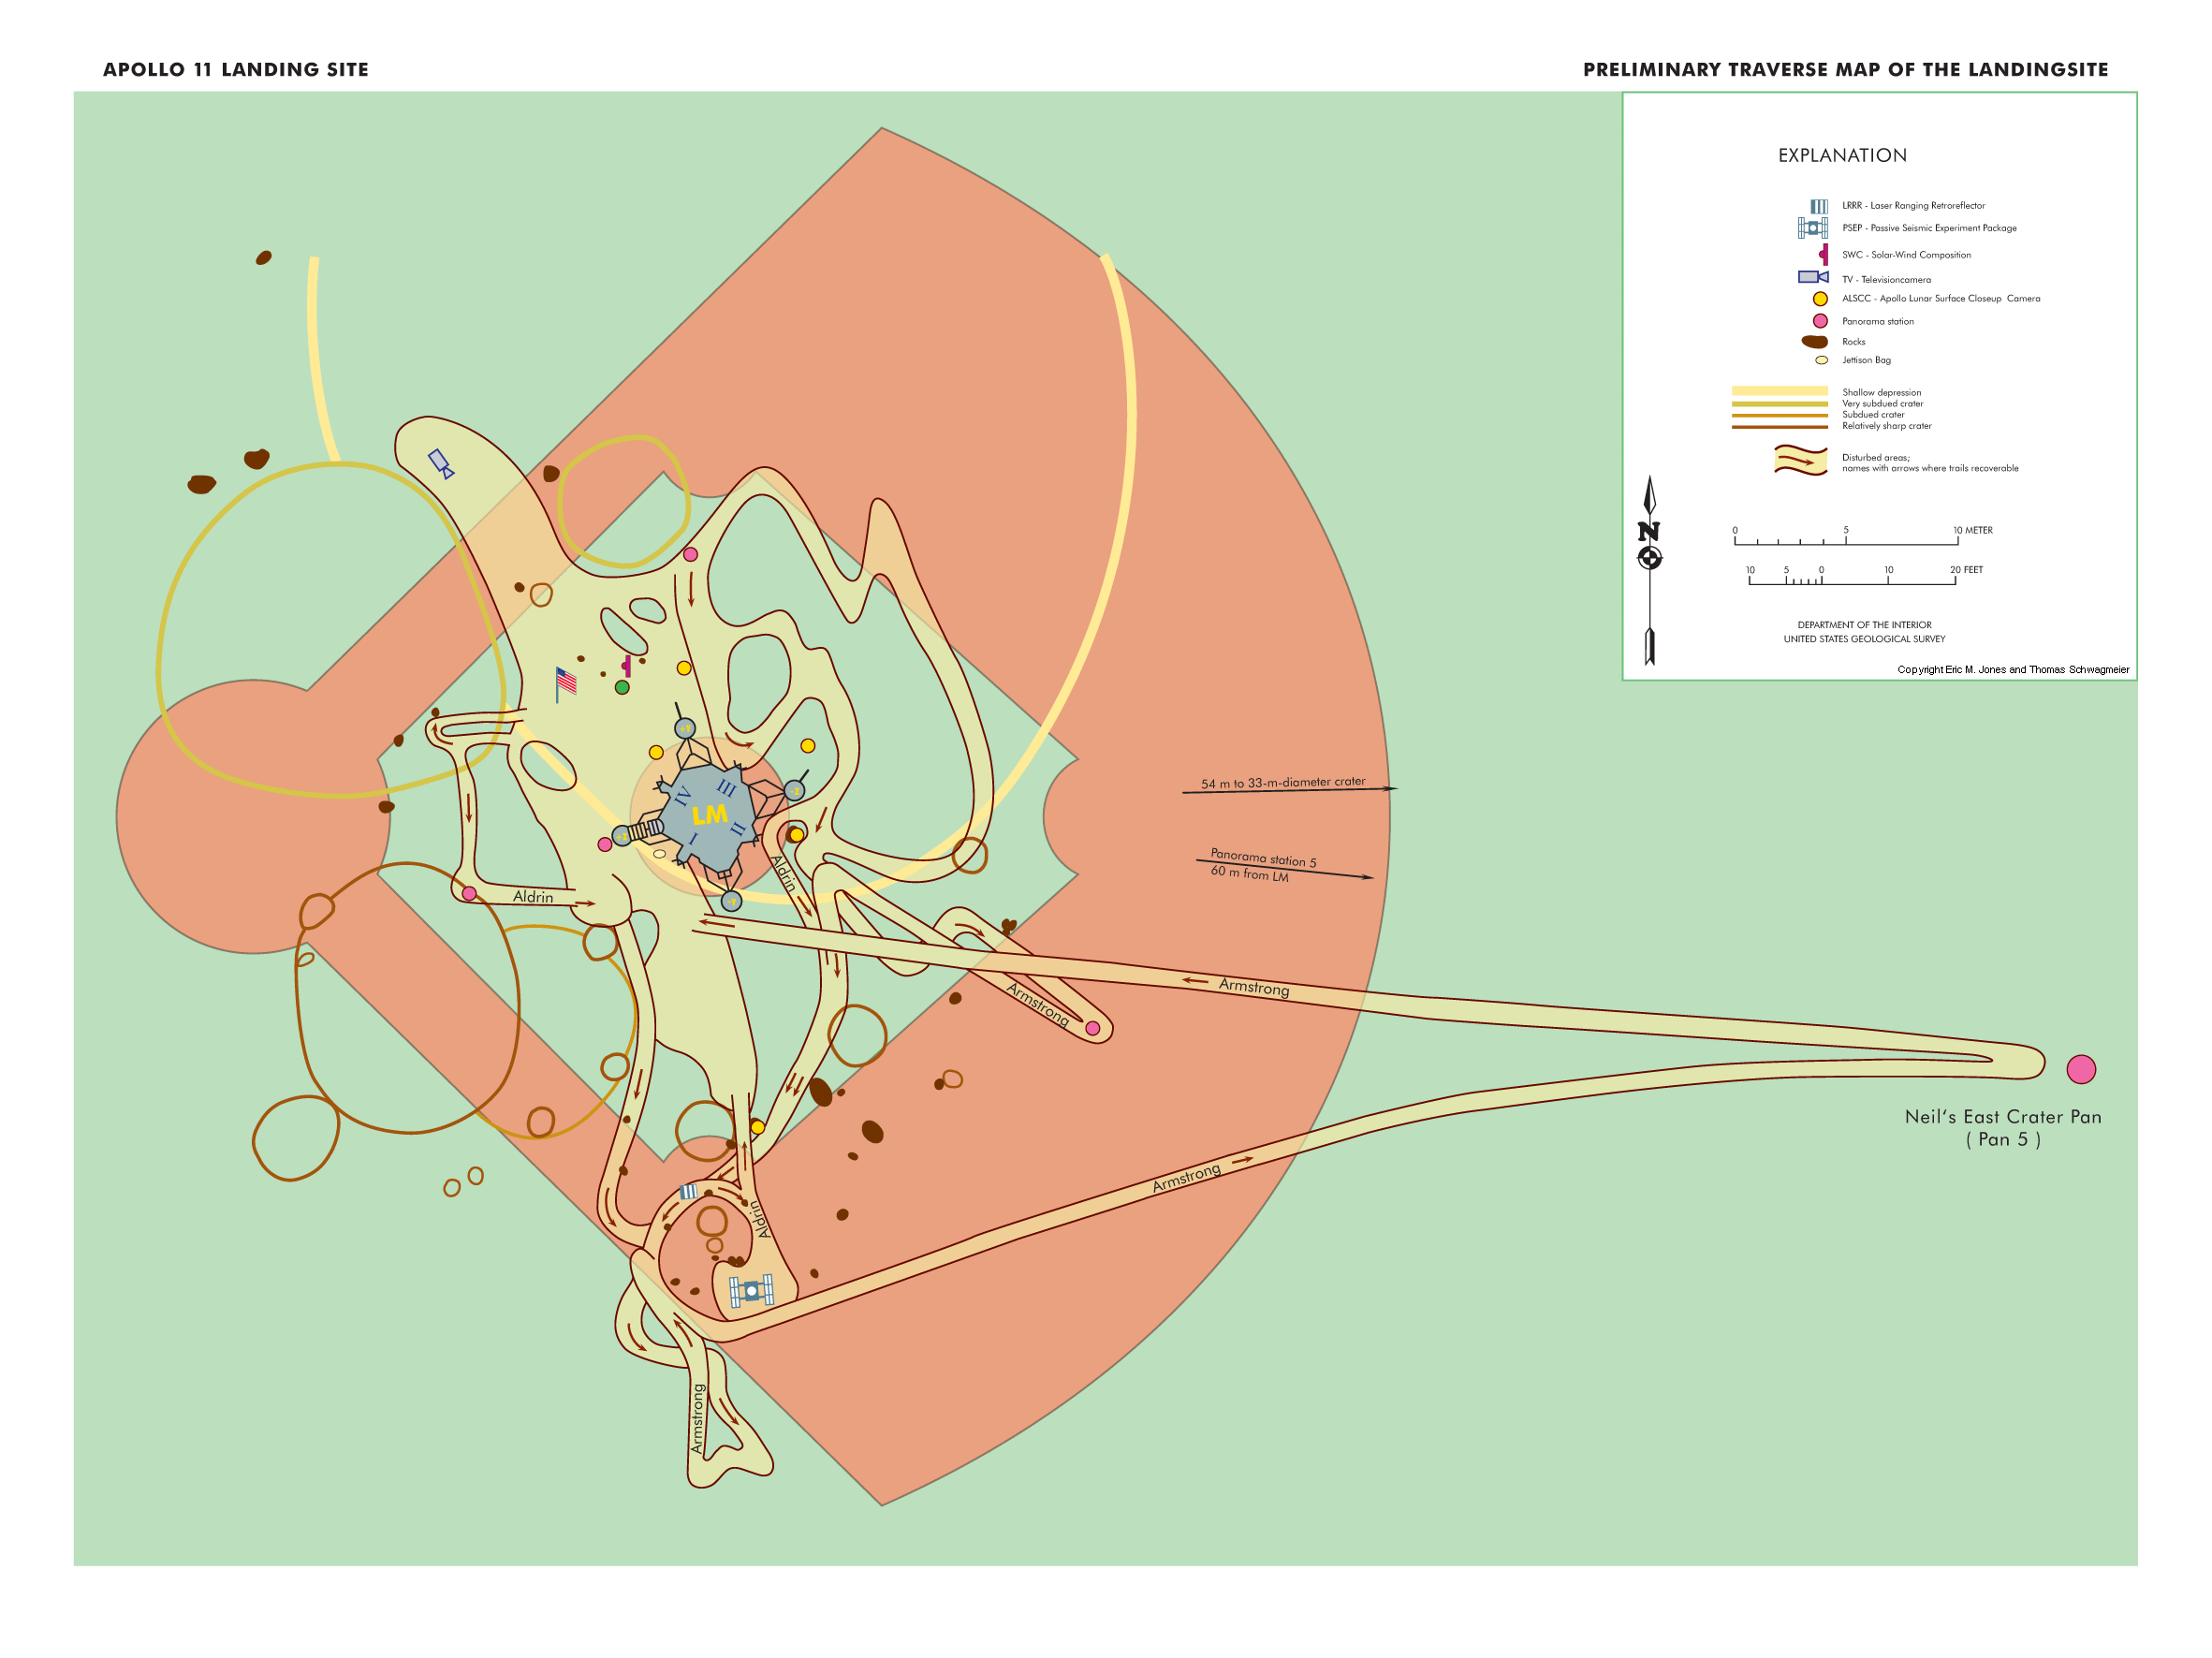 APOLLO 11 LANDING SITE
PRELIMINARY TRAVERSE MAP OF THE LANDINGSITE
EXPLANATION
LRRR - Laser Ranging Retroreflector
PSEP - Passive Seismic Experiment Package
SWC - Solar-Wind Composition
TV - Televisioncamera
ALSCC - Apollo Lunar Surface Closeup Camera
Panorama station
Rocks
Jettison Bag
Shallow depression
Very subdued crater
Subdued crater
Relatively sharp crater
Disturbed areas;
names with arrows where trails recoverable
N
0 5 10 METER
10 5 0 10 20 FEET
DEPARTMENT OF THE INTERIOR
UNITED STATES GEOLOGICAL SURVEY
Copyright Eric M. Jones and Thomas Schwagmeier
IV
III
LM
I
II
-Z
-Y
54 m to 33-m-diameter crater
Panorama station 5
60 m from LM
Aldrin
Aldrin
Armstrong
Armstrong
Neil's East Crater Pan
( Pan 5 )
Armstrong
Aldrin
Armstrong